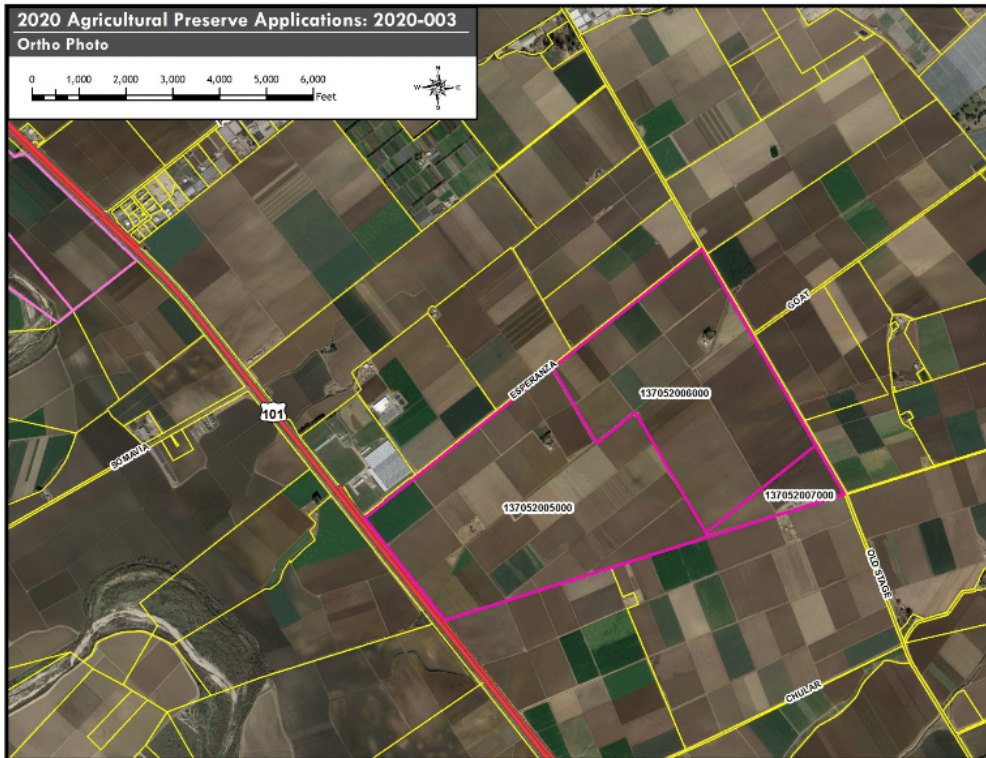 2020 Agricultural Preserve Applications: 2020-003
Ortho Photo
0 1,000 2,000 3,000 4,000 5,000 6,000
Feet
N
W E
S
GOAT
ESPERANZA
137052006000
101
SOMAVIA
137052007000
137052005000
OLD STAGE
CHULAR